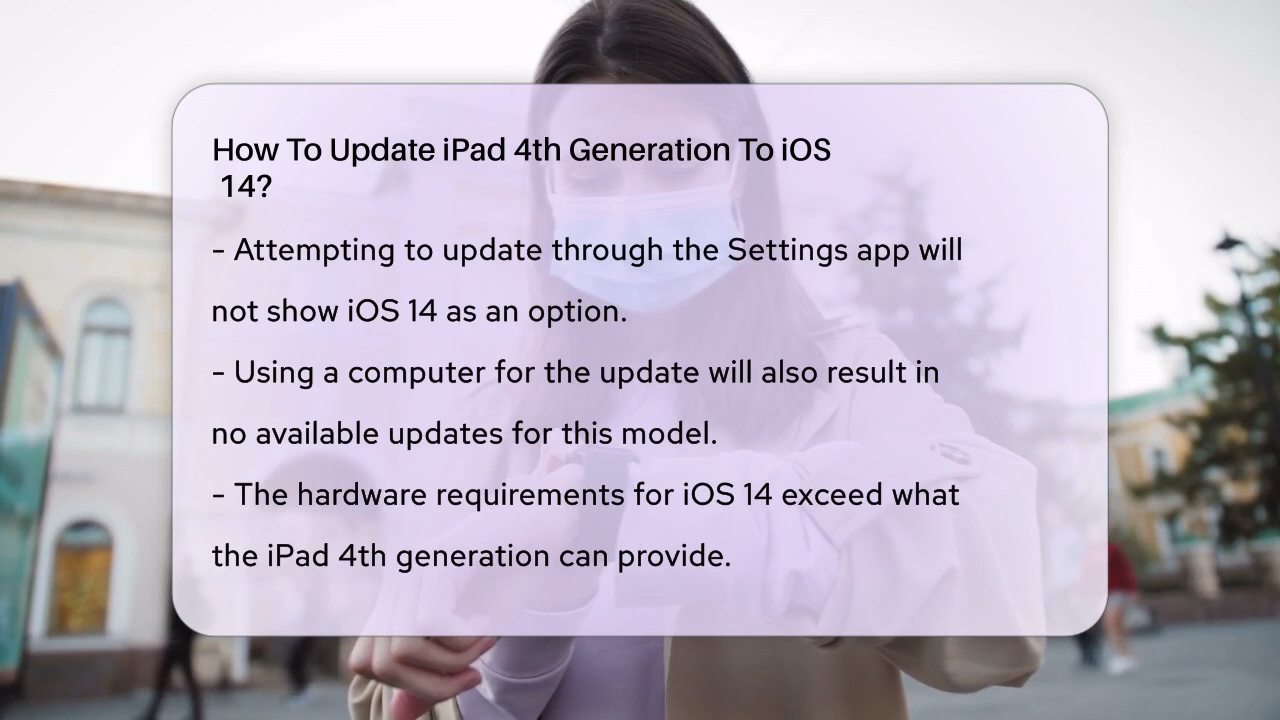 How To Update iPad 4th Generation To iOS
14?
- Attempting to update through the Settings app will
not show iOS 14 as an option.
- Using a computer for the update will also result in
no available updates for this model.
- The hardware requirements for iOS 14 exceed what
the iPad 4th generation can provide.